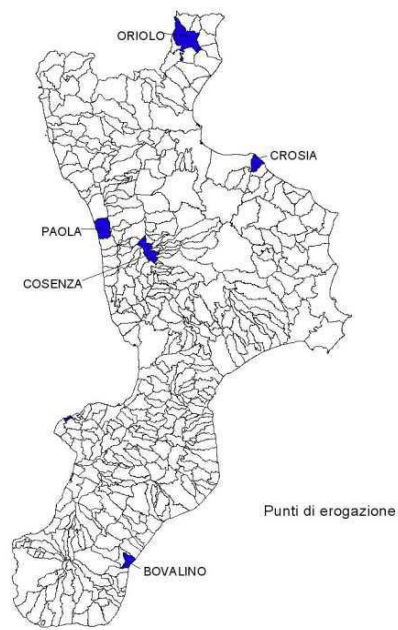 ORIOLO
CROSIA
PAOLA
COSENZA
Punti di erogazione
BOVALINO